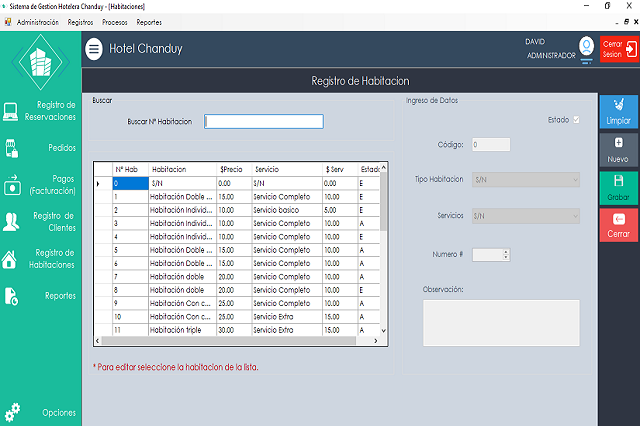 Sistema de Gestion Hotelera Chanduy - [Habitaciones]
Administración Registros Procesos Reportes
Hotel Chanduy
DAVID
ADMINISTRADOR
Cerrar
Sesion
Registro de Habitacion
Registro de
Reservaciones
Pedidos
Pagos
(Facturación)
Registro de
Clientes
Registro de
Habitaciones
Reportes
Opciones
Buscar
Buscar Nº Habitacion
Nº Hab Habitacion $Precio Servicio $ Serv Estado
0 S/N 0.00 S/N 0.00 E
1 Habitación Doble ... 15.00 Servicio Completo 10.00 E
2 Habitación Individ... 10.00 Servicio basico 5.00 E
3 Habitación Individ... 10.00 Servicio Completo 10.00 A
4 Habitación Individ... 10.00 Servicio Completo 10.00 E
5 Habitación Doble ... 15.00 Servicio Completo 10.00 A
6 Habitación Doble ... 15.00 Servicio Completo 10.00 A
7 Habitación doble 20.00 Servicio Completo 10.00 A
8 Habitación doble 20.00 Servicio Completo 10.00 E
9 Habitación Con c... 25.00 Servicio Completo 10.00 A
10 Habitación Con c... 25.00 Servicio Extra 15.00 A
11 Habitación triple 30.00 Servicio Extra 15.00 A
* Para editar seleccione la habitacion de la lista.
Ingreso de Datos
Estado
Código: 0
Tipo Habitacion S/N
Servicios S/N
Numero #
Observación:
Limpiar
Nuevo
Grabar
Cerrar